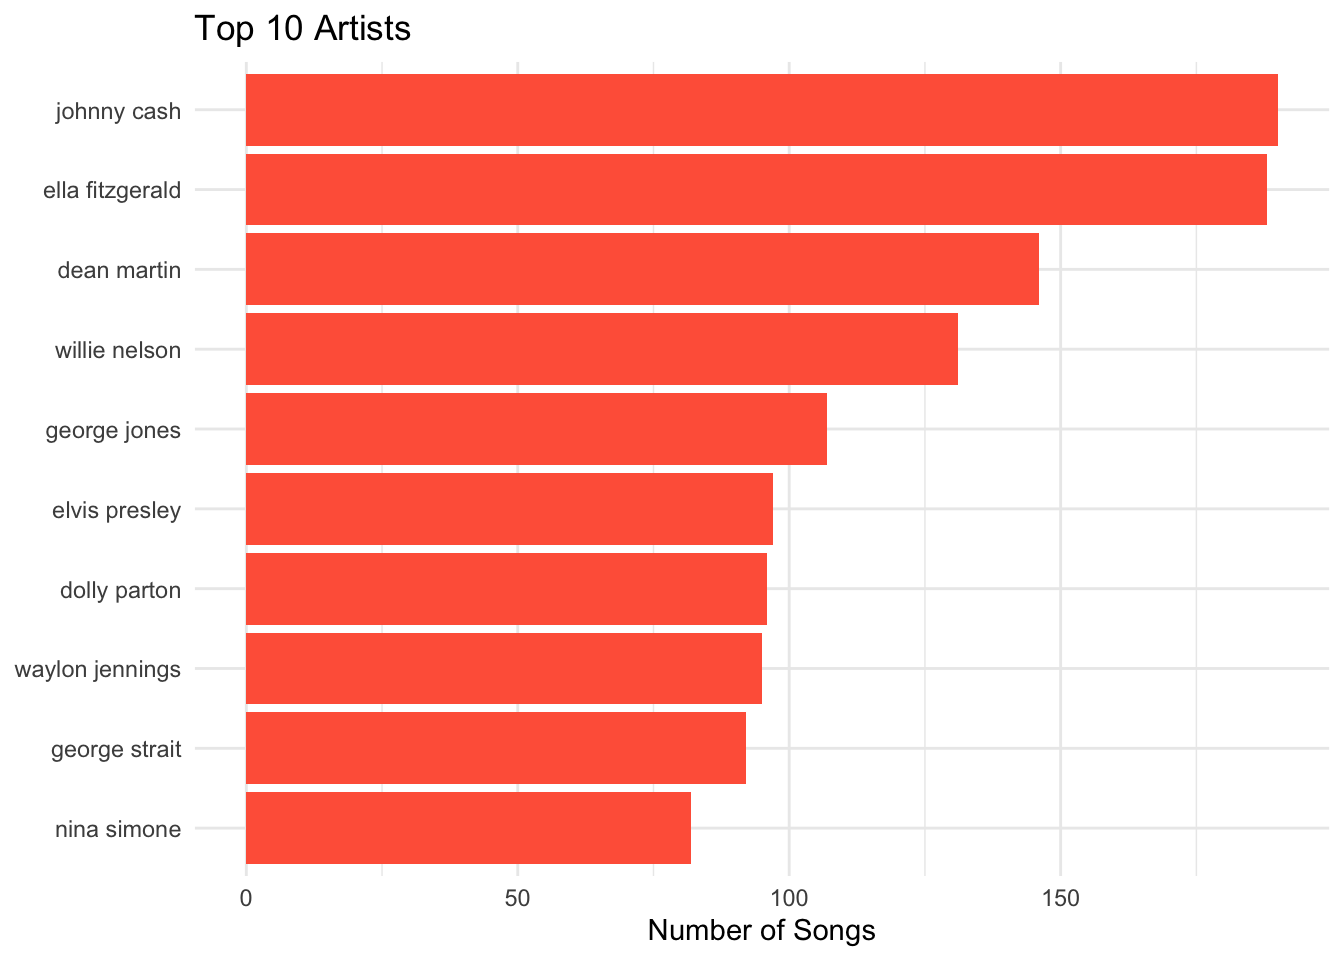 Top 10 Artists
johnny cash
ella fitzgerald
dean martin
willie nelson
george jones
elvis presley
dolly parton
waylon jennings
george strait
nina simone
0 50 100 150
Number of Songs